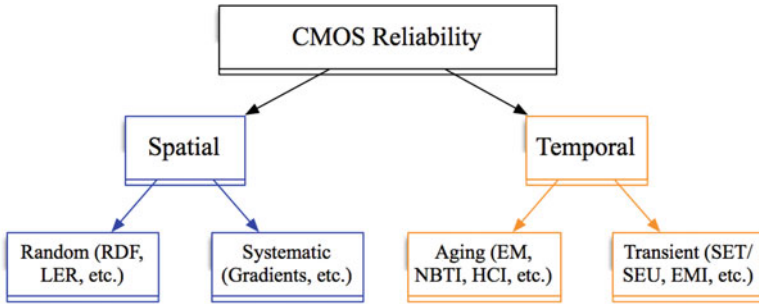 CMOS Reliability
Spatial
Temporal
Random (RDF,
LER, etc.)
Systematic
(Gradients, etc.)
Aging (EM,
NBTI, HCI, etc.)
Transient (SET/
SEU, EMI, etc.)